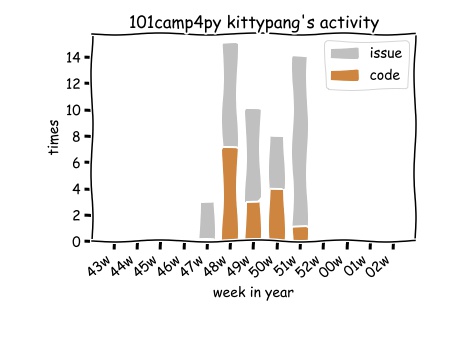 101camp4py kittypang's activity
issue
code
14
12
10
8
6
4
2
0
times
43w 44w 45w 46w 47w 48w 49w 50w 51w 52w 00w 01w 02w
week in year